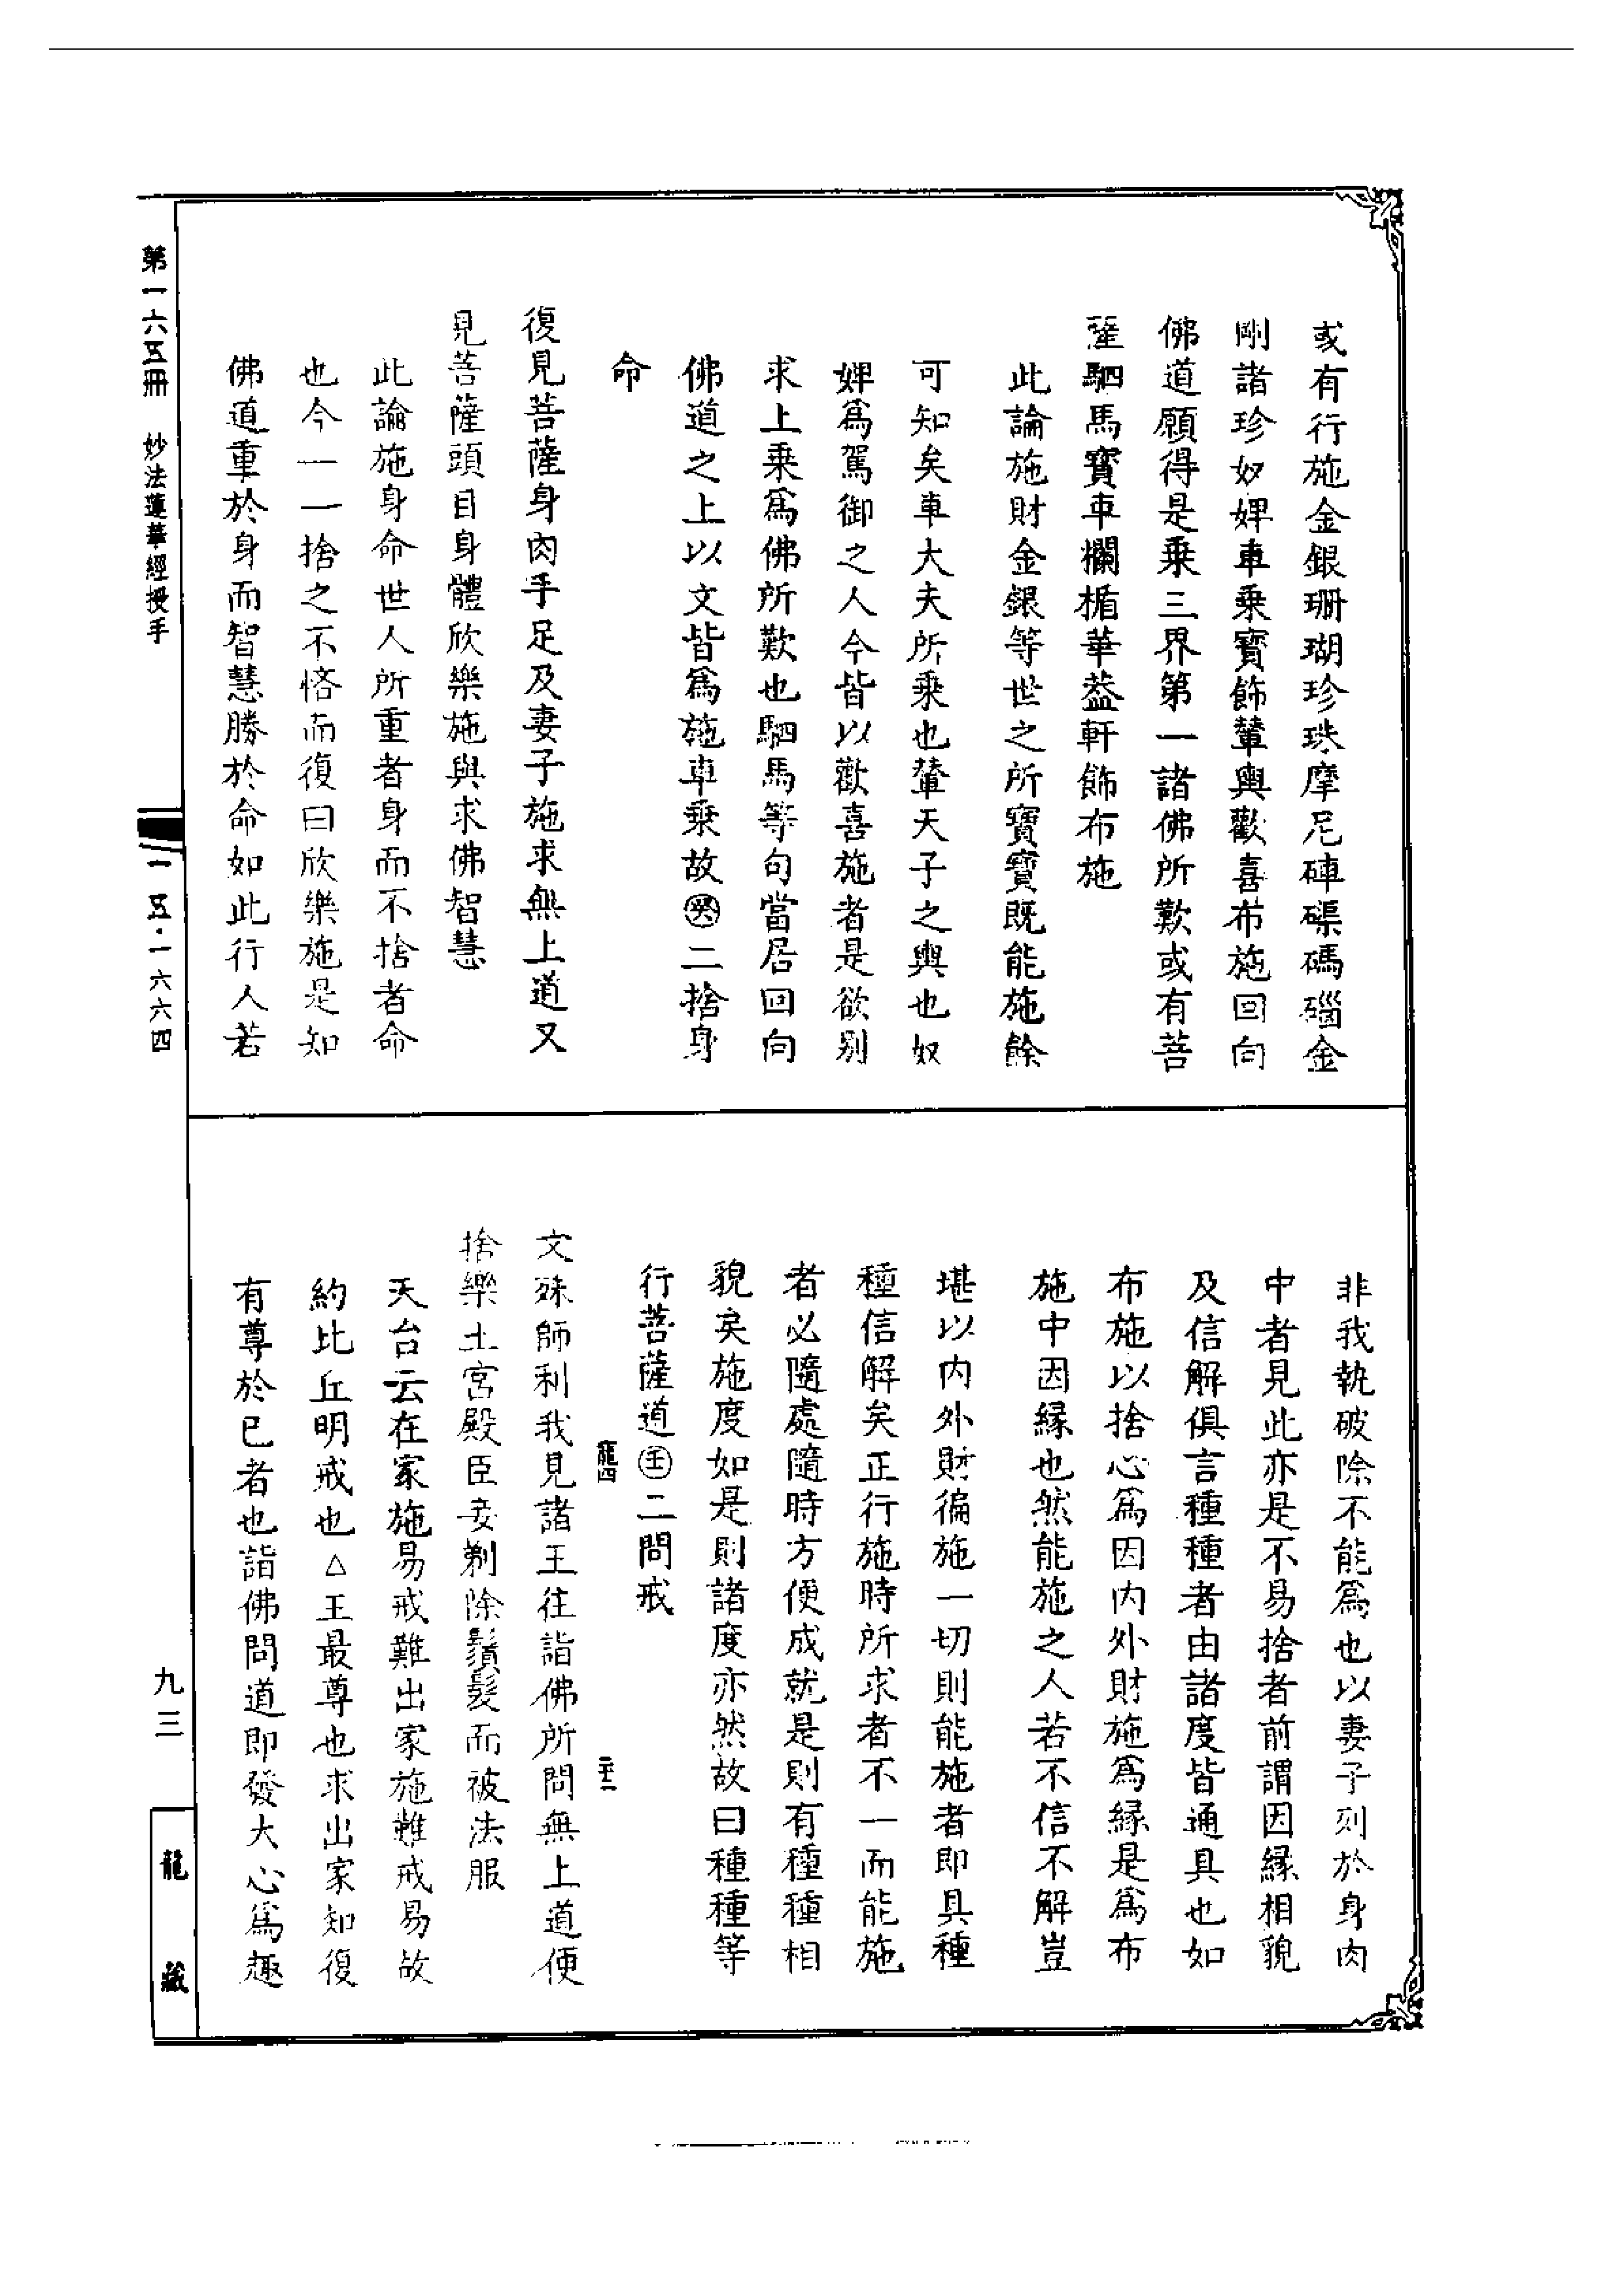 或有行施金銀珊瑚珍珠摩尼硨磲碼碯金
剛諸珍奴婢車乗寶飾輦輿歡喜布施回向
佛道願得是乗三界第一諸佛所歎或有菩
薩駟馬寶車欄楯華葢軒飾布施
此論施財金銀等世之所寶寶既能施餘
可知矣車大夫所乗也輦天子之輿也奴
婢爲駕御之人今皆以歡喜施者是欲别
求上乗爲佛所歎也駟馬等句當居回向
佛道之上以文皆爲施車乗故㊛二捨身
命
復見菩薩身肉手足及妻子施求無上道又
見菩薩頭目身體欣樂施與求佛智慧
此論施身命世人所重者身而不捨者命
也今一一捨之不悋而復曰欣樂施是知
佛道重於身而智慧勝於命如此行人若
非我執破除不能爲也以妻子列於身肉
中者見此亦是不易捨者前謂因縁相貌
及信解俱言種種者由諸度皆通具也如
布施以捨心爲因内外財施爲縁是爲布
施中因縁也然能施之人若不信不解豈
堪以内外財徧施一切則能施者即具種
種信解矣正行施時所求者不一而能施
者必隨處隨時方便成就是則有種種相
貌矣施度如是則諸度亦然故曰種種等
行菩薩道㊣二問戒
龍四
文殊師利我見諸王往詣佛所問無上道便
捨樂土宮殿臣妾剃除鬚髮而被法服
天台云在家施易戒難出家施難戒易故
約比丘明戒也△王最尊也求出家知復
有尊於已者也詣佛問道即發大心爲趣
第一六五冊 妙法蓮華經授手
一五·一六六四
九三
龍藏